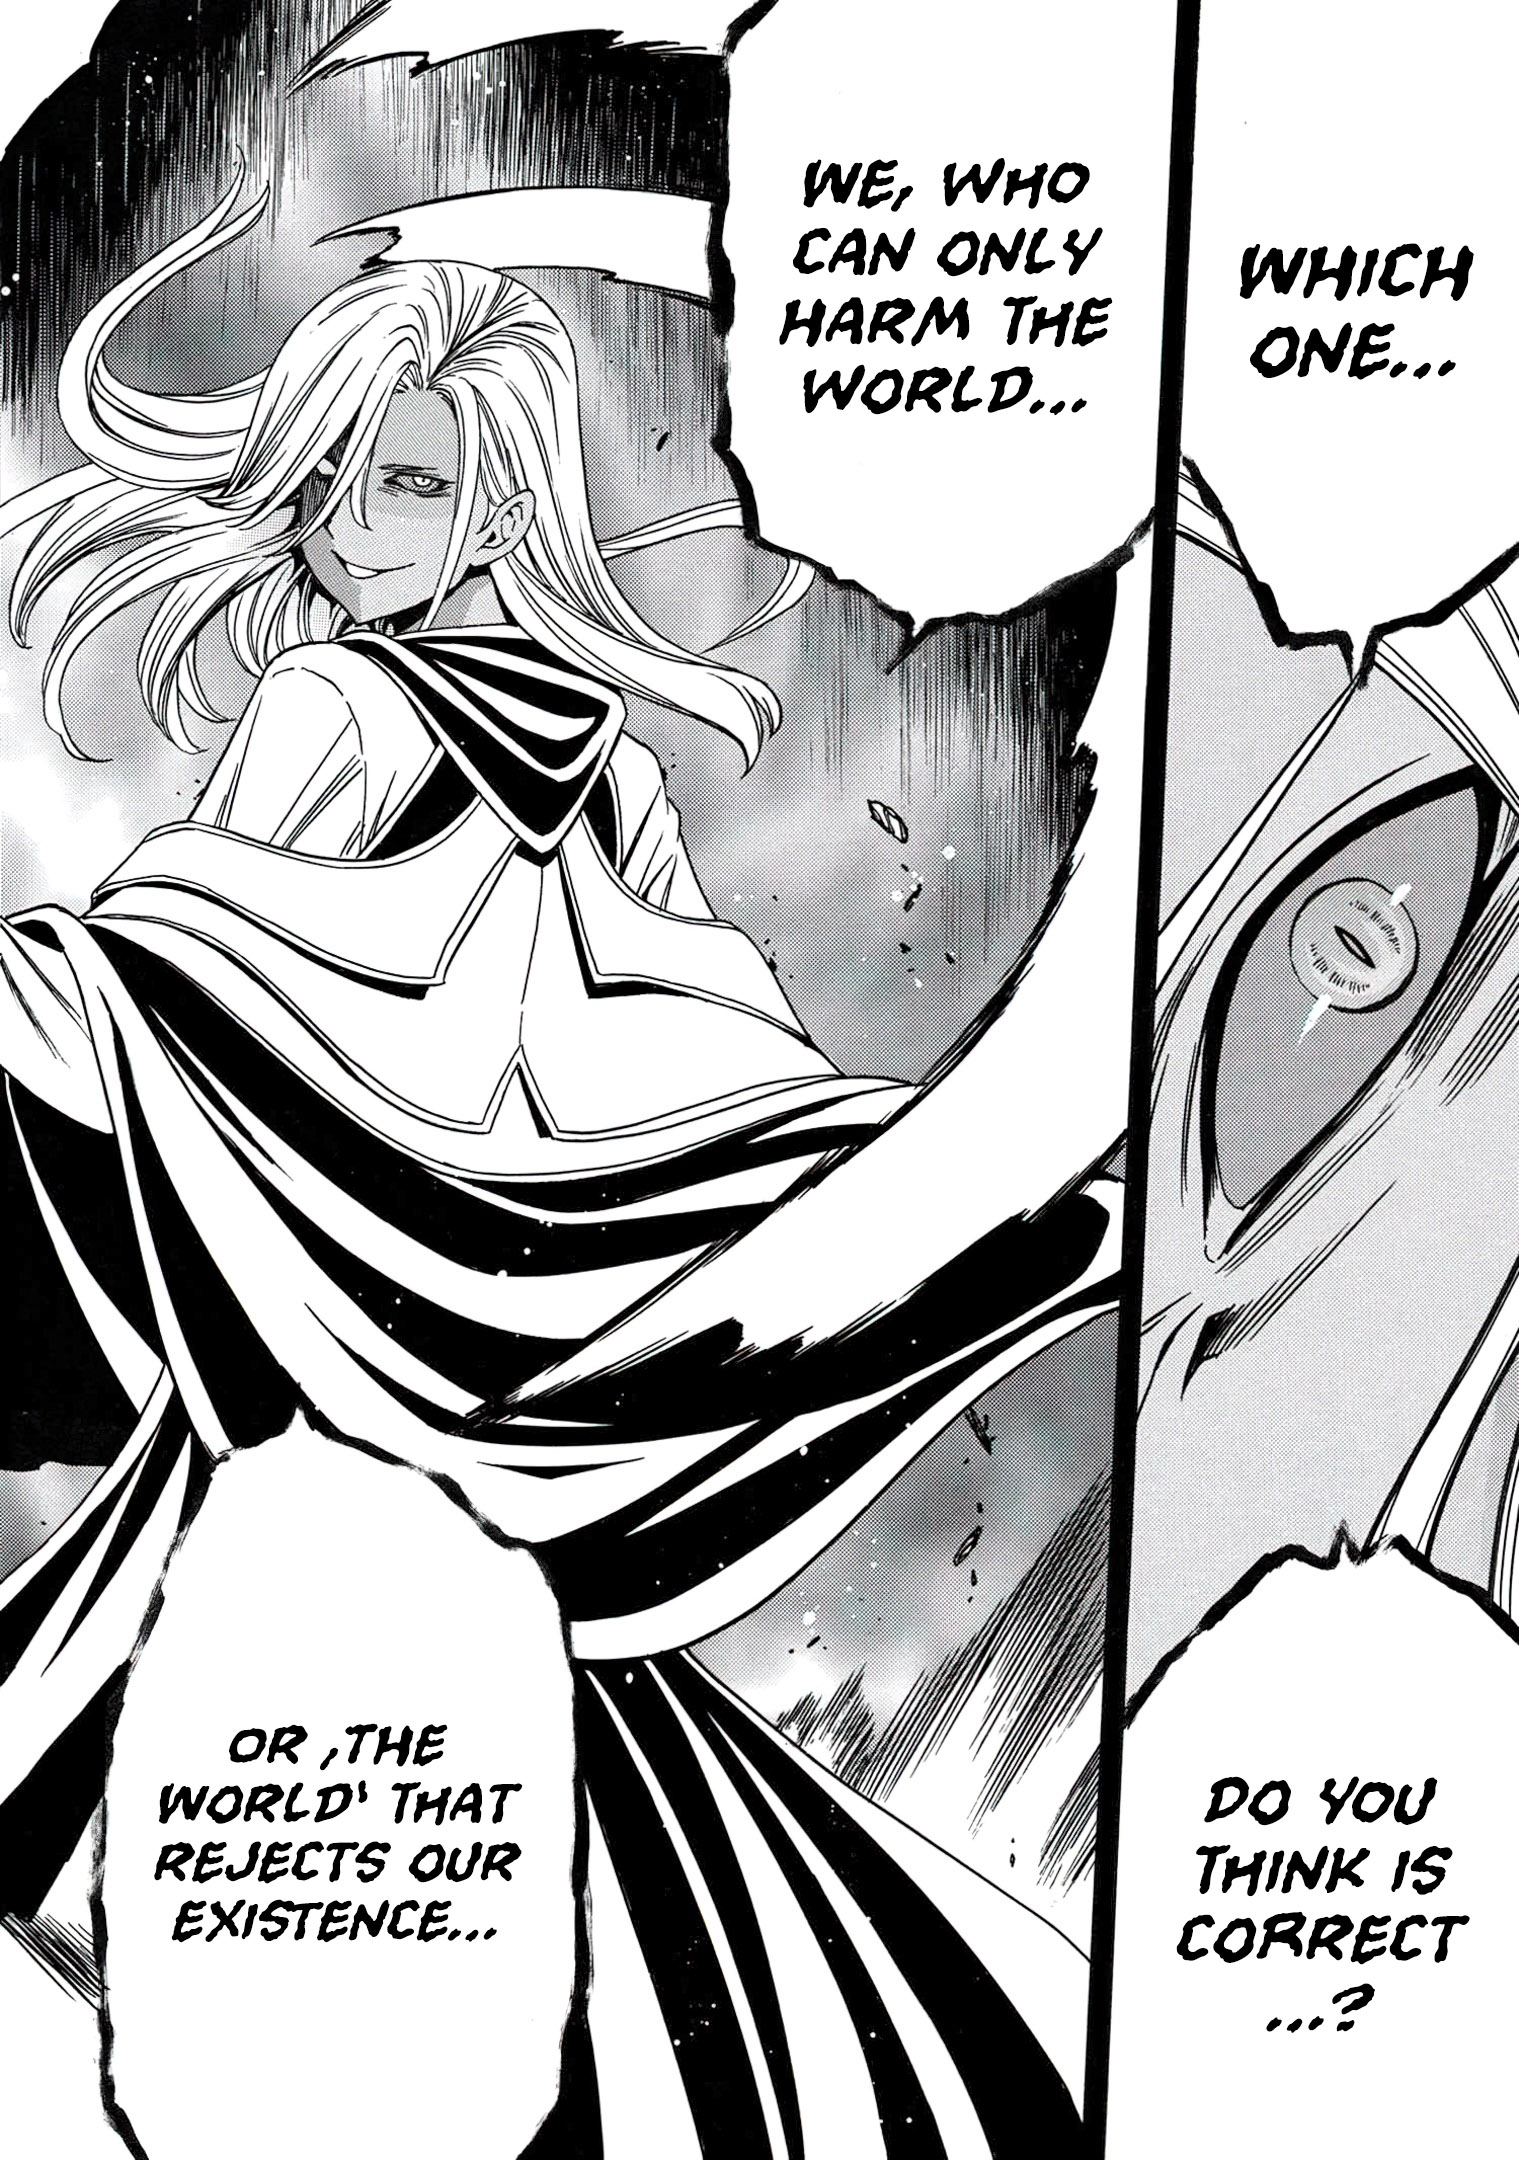 WHICH
ONE...
DO YOU
THINK IS
CORRECT
...?
WE, WHO
CAN ONLY
HARM THE
WORLD...
OR ,THE
WORLD' THAT
REJECTS OUR
EXISTENCE...